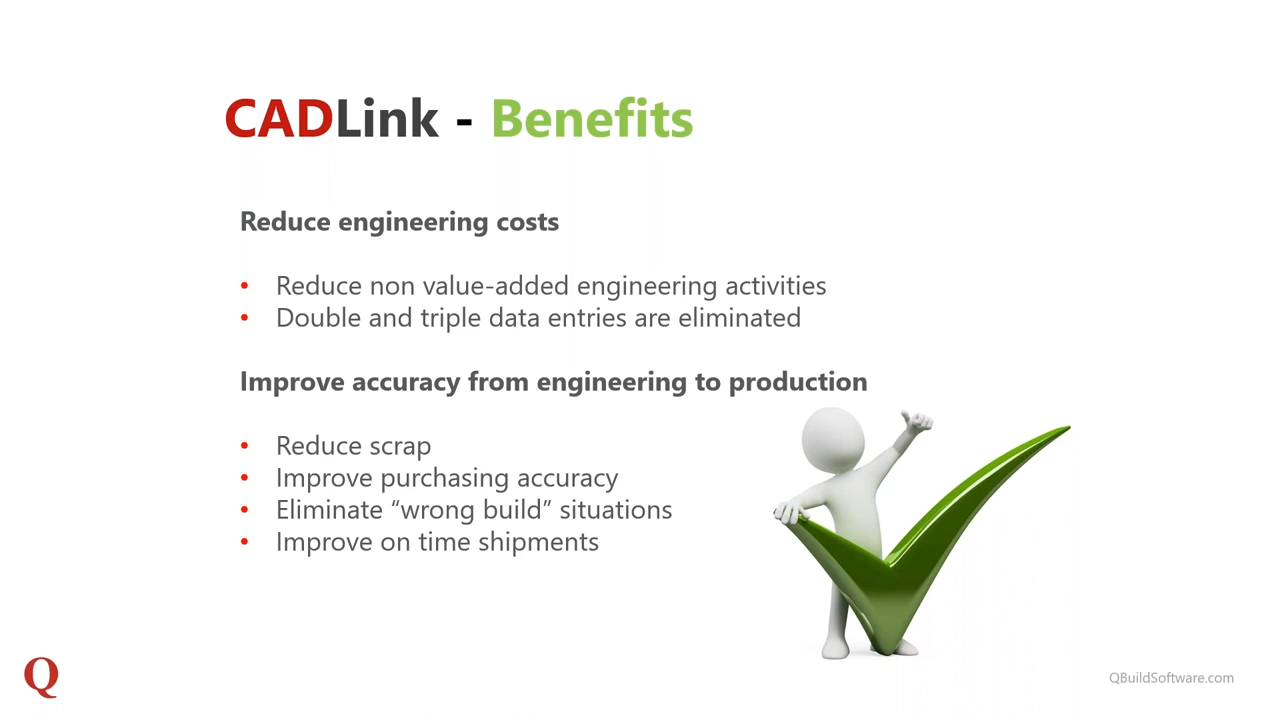 CADLink - Benefits
Reduce engineering costs
• Reduce non value-added engineering activities
• Double and triple data entries are eliminated
Improve accuracy from engineering to production
• Reduce scrap
• Improve purchasing accuracy
• Eliminate “wrong build” situations
• Improve on time shipments
Q
QBuildSoftware.com